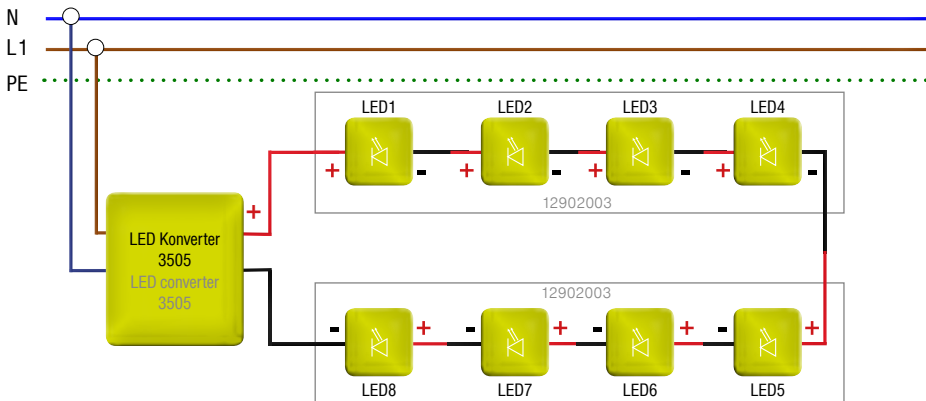 N
L1
PE
LED1 LED2 LED3 LED4
+ - + - + - + -
12902003
+
LED Konverter
3505
LED converter
3505
12902003
- + - + - + - +
LED8 LED7 LED6 LED5